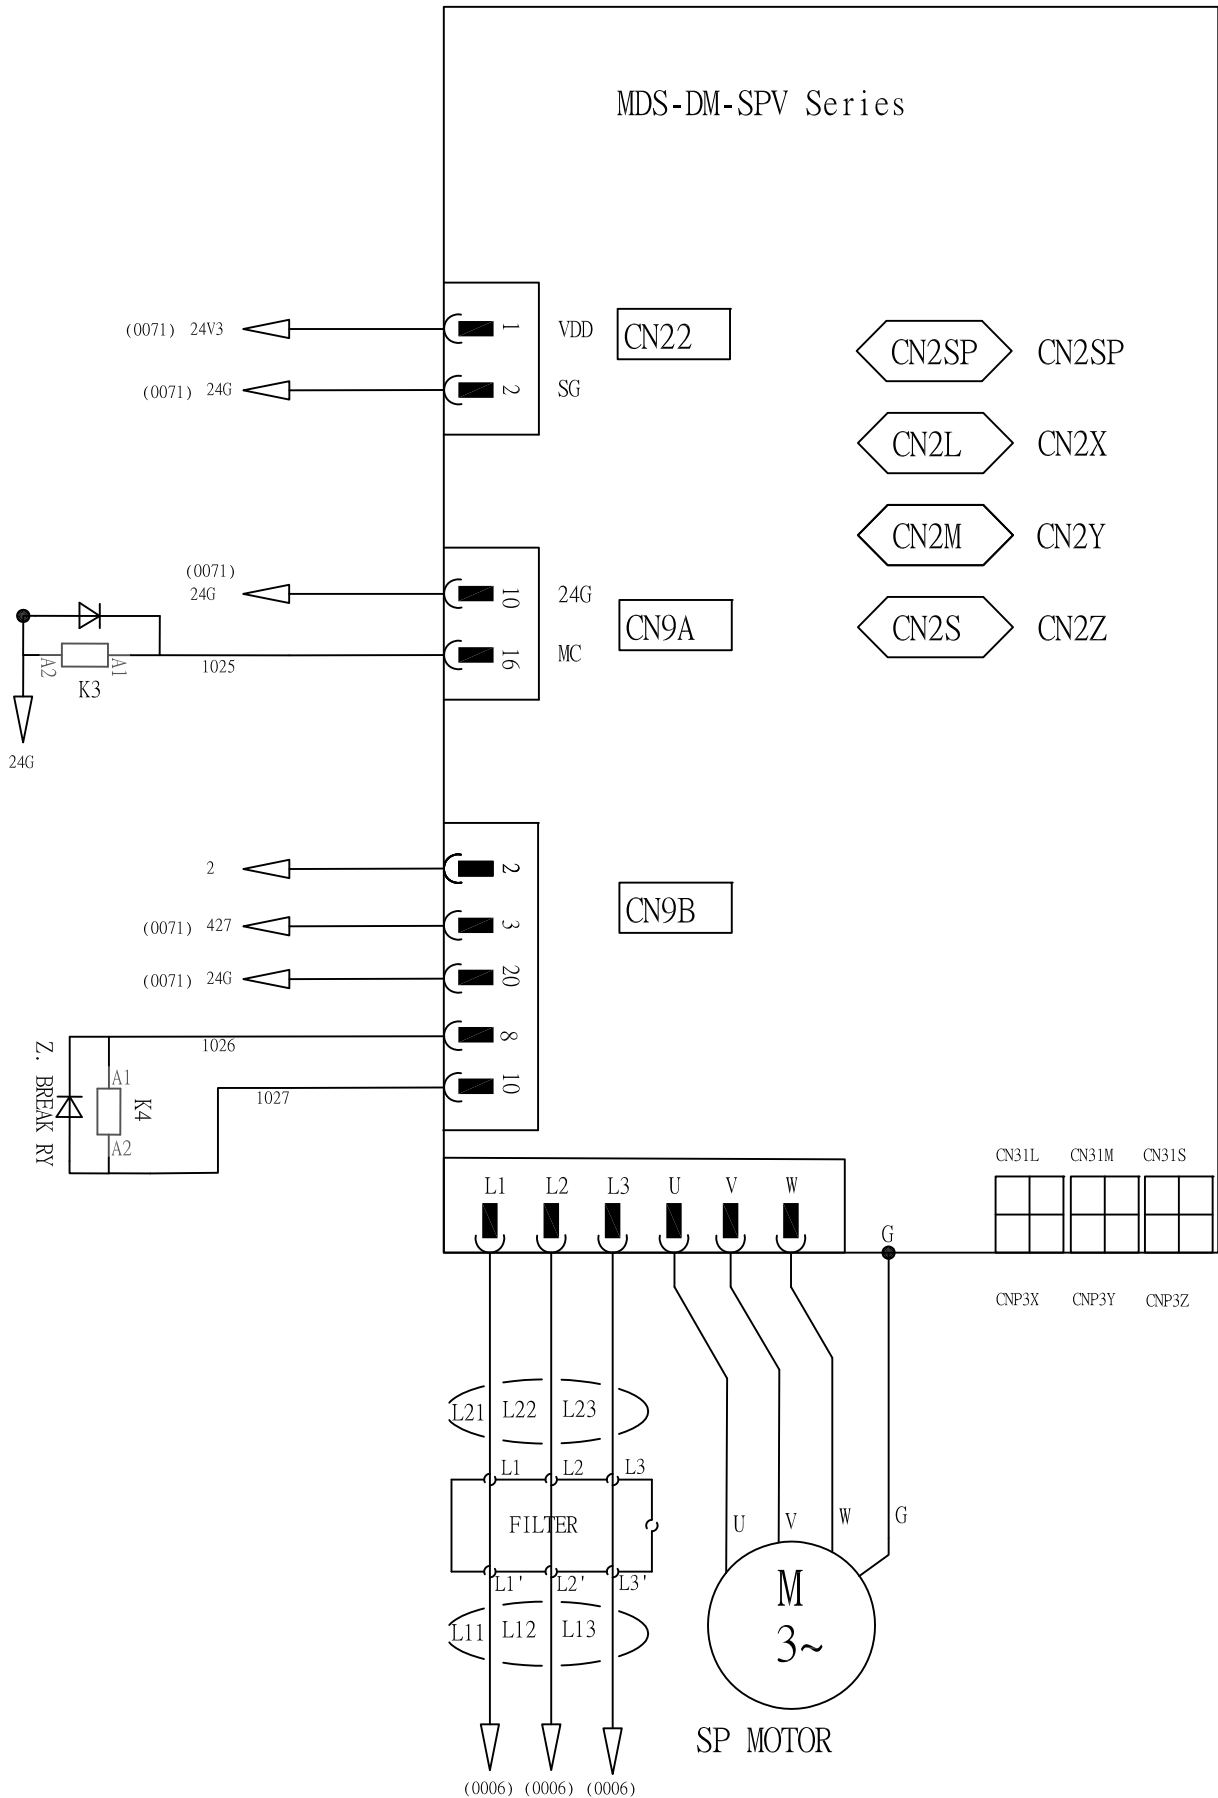 MDS-DM-SPV Series
(0071) 24V3
1
VDD
CN22
CN2SP
CN2SP
(0071) 24G
2
SG
CN2L
CN2X
CN2M
CN2Y
(0071)
24G
10
24G
CN9A
CN2S
CN2Z
A2
A1
K3
1025
16
MC
24G
2
2
CN9B
(0071) 427
3
(0071) 24G
20
1026
8
Z. BREAK RY
A1
K4
A2
1027
10
L1
L2
L3
U
V
W
G
CN31L
CN31M
CN31S
CNP3X
CNP3Y
CNP3Z
L21
L22
L23
L1
L2
L3
FILTER
U
V
W
G
L1'
L2'
L3'
L11
L12
L13
M
3~
SP MOTOR
(0006) (0006) (0006)